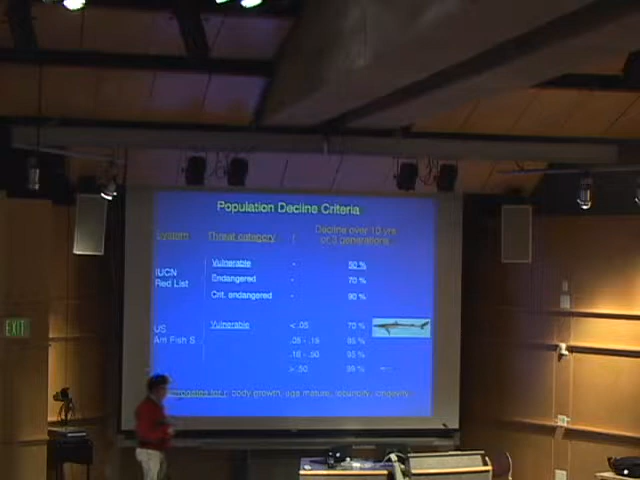 Population Decline Criteria
System Threat category r Decline over 10 yrs
or 3 generations
Vulnerable - 50 %
IUCN
Red List
Endangered - 70 %
Crit. endangered - 90 %
US
Am Fish S
Vulnerable < .05 70 %
.05 - .15 85 %
.16 - .50 95 %
> .50 99 %
Surrogates for r: body growth, age mature, fecundity, longevity
EXIT